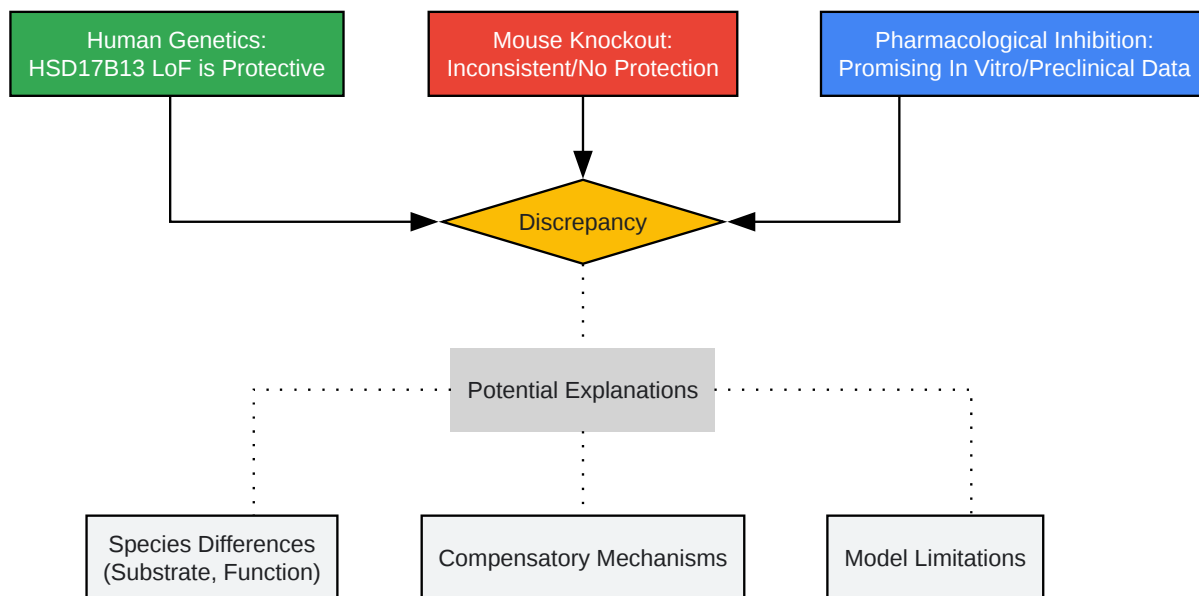 Human Genetics:
HSD17B13 LoF is Protective
Mouse Knockout:
Inconsistent/No Protection
Pharmacological Inhibition:
Promising In Vitro/Preclinical Data
Discrepancy
Potential Explanations
Species Differences
(Substrate, Function)
Compensatory Mechanisms
Model Limitations